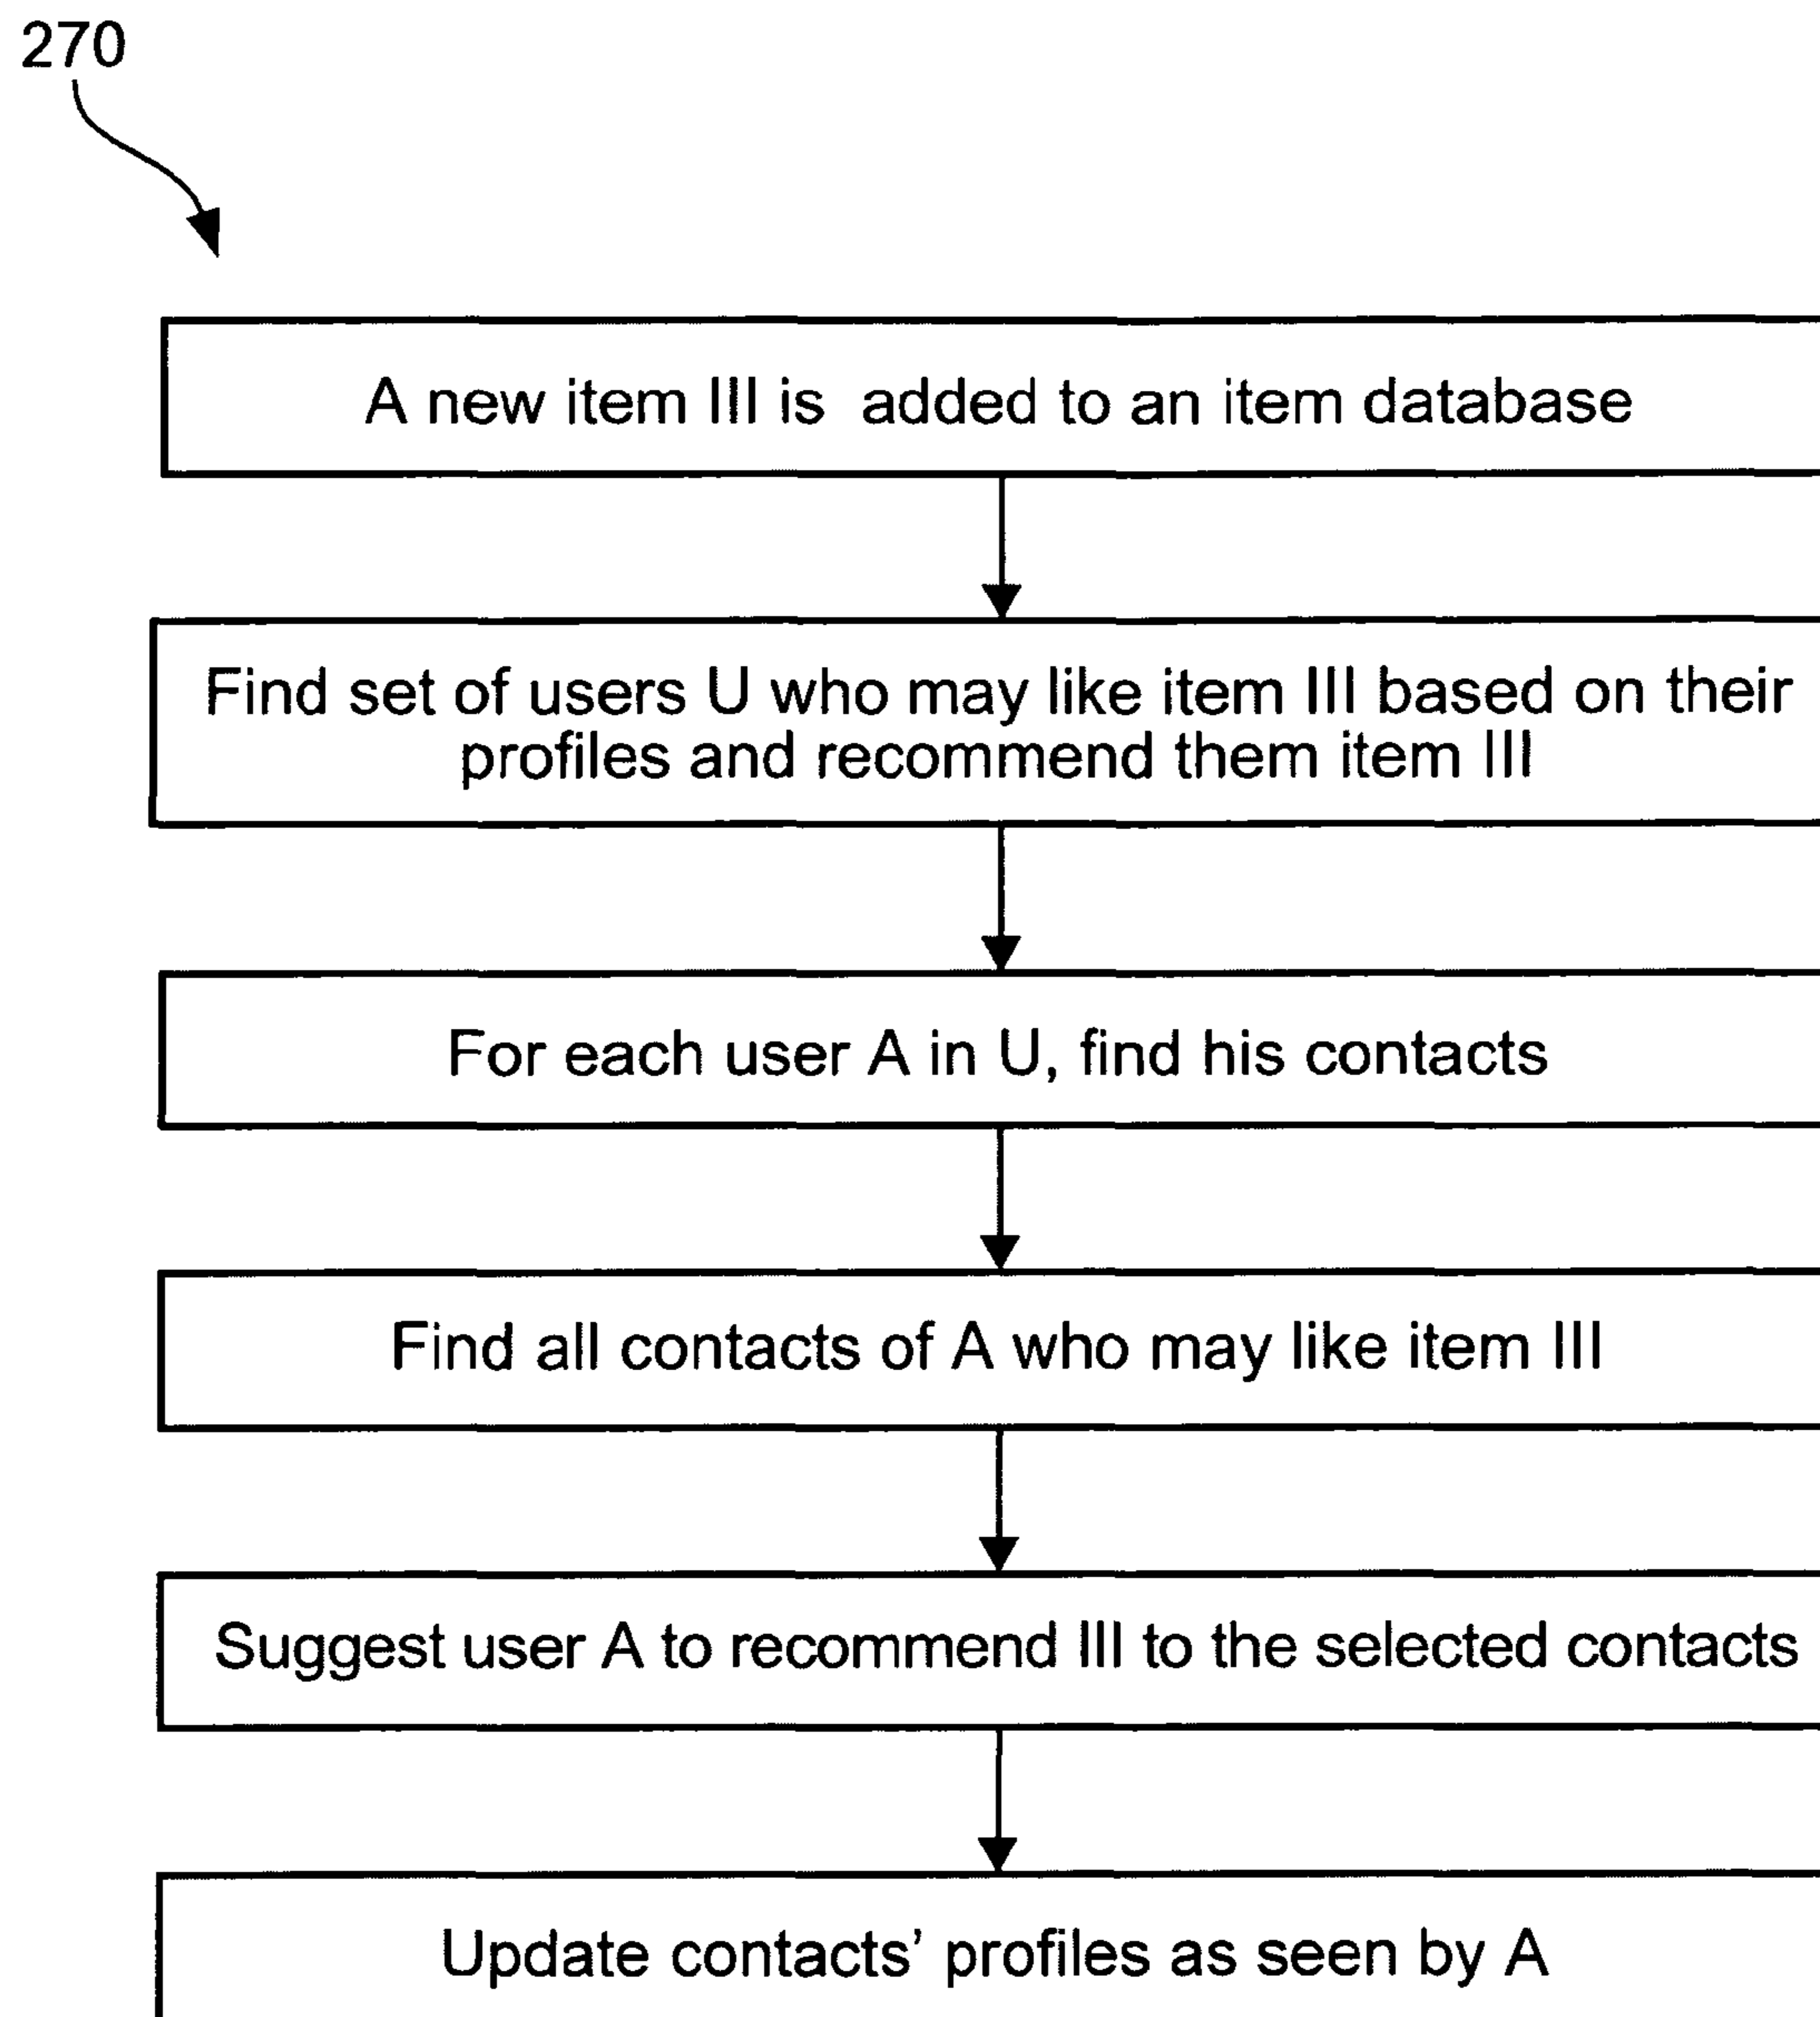 270
A new item III is added to an item database
Find set of users U who may like item III based on their
profiles and recommend them item III
For each user A in U, find his contacts
Find all contacts of A who may like item III
Suggest user A to recommend III to the selected contacts
Update contacts’ profiles as seen by A